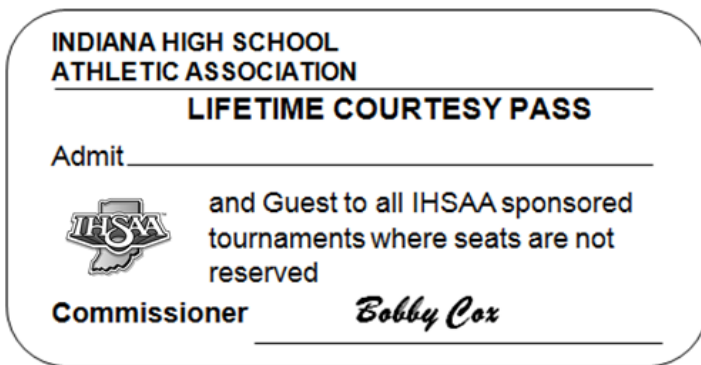 INDIANA HIGH SCHOOL
ATHLETIC ASSOCIATION
LIFETIME COURTESY PASS
Admit
IHSAA
and Guest to all IHSAA sponsored
tournaments where seats are not
reserved
Commissioner Bobby Cox